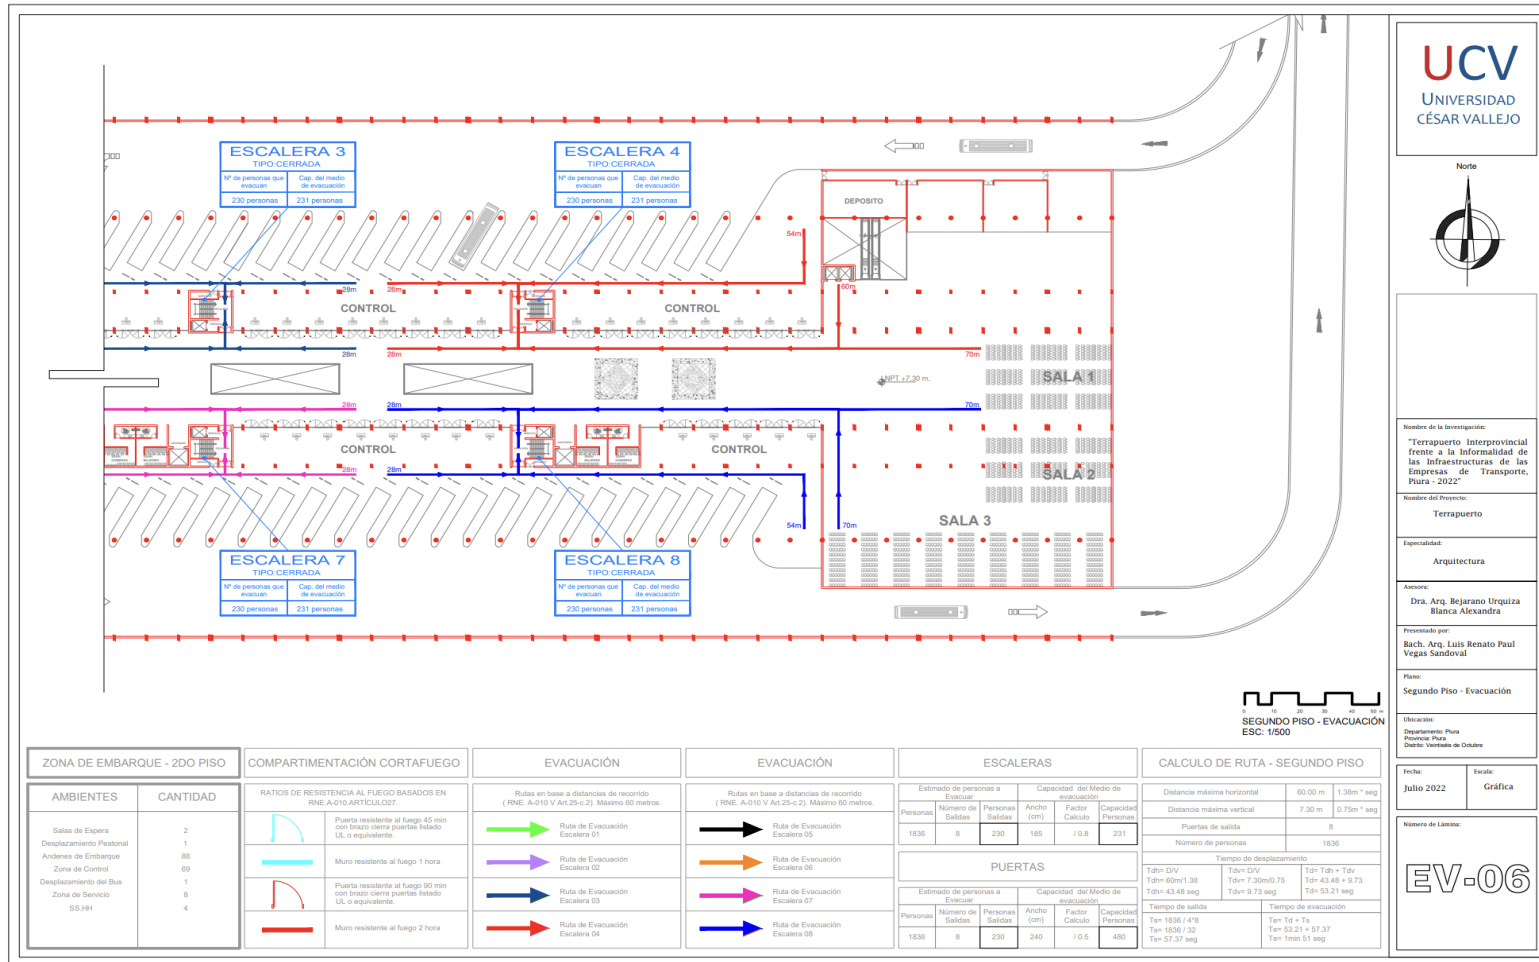 UCV
UNIVERSIDAD
CÉSAR VALLEJO
Norte
ESCALERA 3
TIPO:CERRADA
Nº de personas que evacuan
Cap. del medio de evacuación
230 personas
231 personas
ESCALERA 4
TIPO:CERRADA
Nº de personas que evacuan
Cap. del medio de evacuación
230 personas
231 personas
DEPOSITO
54m
28m
28m
60m
CONTROL
CONTROL
28m
28m
70m
SALA 1
NPT +7.30 m.
28m
28m
70m
CONTROL
CONTROL
SALA 2
28m
28m
SALA 3
54m
70m
ESCALERA 7
TIPO:CERRADA
Nº de personas que evacuan
Cap. del medio de evacuación
230 personas
231 personas
ESCALERA 8
TIPO:CERRADA
Nº de personas que evacuan
Cap. del medio de evacuación
230 personas
231 personas
0 10 20 30 40 50 m
SEGUNDO PISO - EVACUACIÓN
ESC: 1/500
Nombre de la Investigación:
"Terrapuerto Interprovincial
frente a la Informalidad de
las Infraestructuras de las
Empresas de Transporte,
Piura - 2022"
Nombre del Proyecto:
Terrapuerto
Especialidad:
Arquitectura
Asesora:
Dra. Arq. Bejarano Urquiza
Blanca Alexandra
Presentado por:
Bach. Arq. Luis Renato Paul
Vegas Sandoval
Plano:
Segundo Piso - Evacuación
Ubicación:
Departamento: Piura
Provincia: Piura
Distrito: Veintiséis de Octubre
Fecha:
Julio 2022
Escala:
Gráfica
Número de Lámina:
EV-06
ZONA DE EMBARQUE - 2DO PISO
AMBIENTES CANTIDAD
Salas de Espera 2
Desplazamiento Peatonal 1
Andenes de Embarque 88
Zona de Control 69
Desplazamiento del Bus 1
Zona de Servicio 8
SS.HH 4
COMPARTIMENTACIÓN CORTAFUEGO
RATIOS DE RESISTENCIA AL FUEGO BASADOS EN
RNE A-010 ARTÍCULO27.
Puerta resistente al fuego 45 min
con brazo cierra puertas listado
UL o equivalente.
Muro resistente al fuego 1 hora
Puerta resistente al fuego 90 min
con brazo cierra puertas listado
UL o equivalente.
Muro resistente al fuego 2 hora
EVACUACIÓN
Rutas en base a distancias de recorrido
( RNE. A-010 V Art.25-c.2). Máximo 60 metros.
Ruta de Evacuación
Escalera 01
Ruta de Evacuación
Escalera 02
Ruta de Evacuación
Escalera 03
Ruta de Evacuación
Escalera 04
EVACUACIÓN
Rutas en base a distancias de recorrido
( RNE. A-010 V Art.25-c.2). Máximo 60 metros.
Ruta de Evacuación
Escalera 05
Ruta de Evacuación
Escalera 06
Ruta de Evacuación
Escalera 07
Ruta de Evacuación
Escalera 08
ESCALERAS
Estimado de personas a Evacuar
Capacidad del Medio de evacuación
Personas
Número de Salidas
Personas Salidas
Ancho (cm)
Factor Calculo
Capacidad Personas
1836 8 230 185 / 0.8 231
PUERTAS
Estimado de personas a Evacuar
Capacidad del Medio de evacuación
Personas
Número de Salidas
Personas Salidas
Ancho (cm)
Factor Calculo
Capacidad Personas
1836 8 230 240 / 0.5 480
CALCULO DE RUTA - SEGUNDO PISO
Distancia máxima horizontal 60.00 m 1.38m * seg
Distancia máxima vertical 7.30 m 0.75m * seg
Puertas de salida 8
Número de personas 1836
Tiempo de desplazamiento
Tdh= D/V
Tdh= 60m/1.38
Tdh= 43.48 seg
Tdv= D/V
Tdv= 7.30m/0.75
Tdv= 9.73 seg
Td= Tdh + Tdv
Td= 43.48 + 9.73
Td= 53.21 seg
Tiempo de salida
Ts= 1836 / 4*8
Ts= 1836 / 32
Ts= 57.37 seg
Tiempo de evacuación
Te= Td + Ts
Te= 53.21 + 57.37
Te= 1min 51 seg